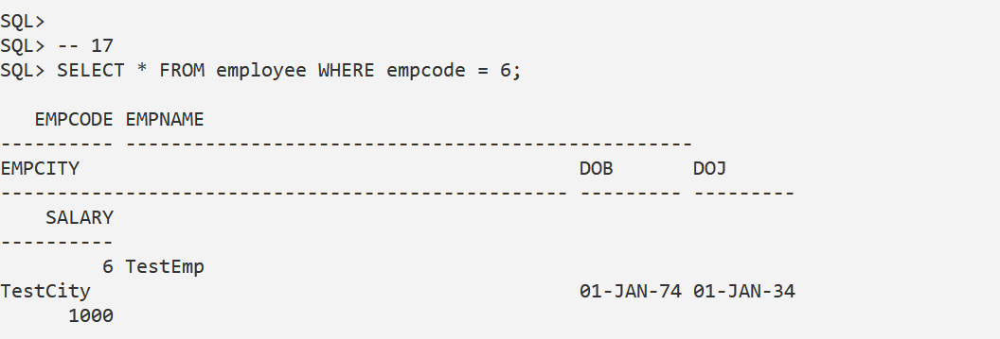 SQL>
SQL> -- 17
SQL> SELECT * FROM employee WHERE empcode = 6;
   EMPCODE EMPNAME
---------- --------------------------------------------------
EMPCITY                                            DOB       DOJ
-------------------------------------------------- --------- ---------
    SALARY
----------
         6 TestEmp
TestCity                                           01-JAN-74 01-JAN-34
      1000